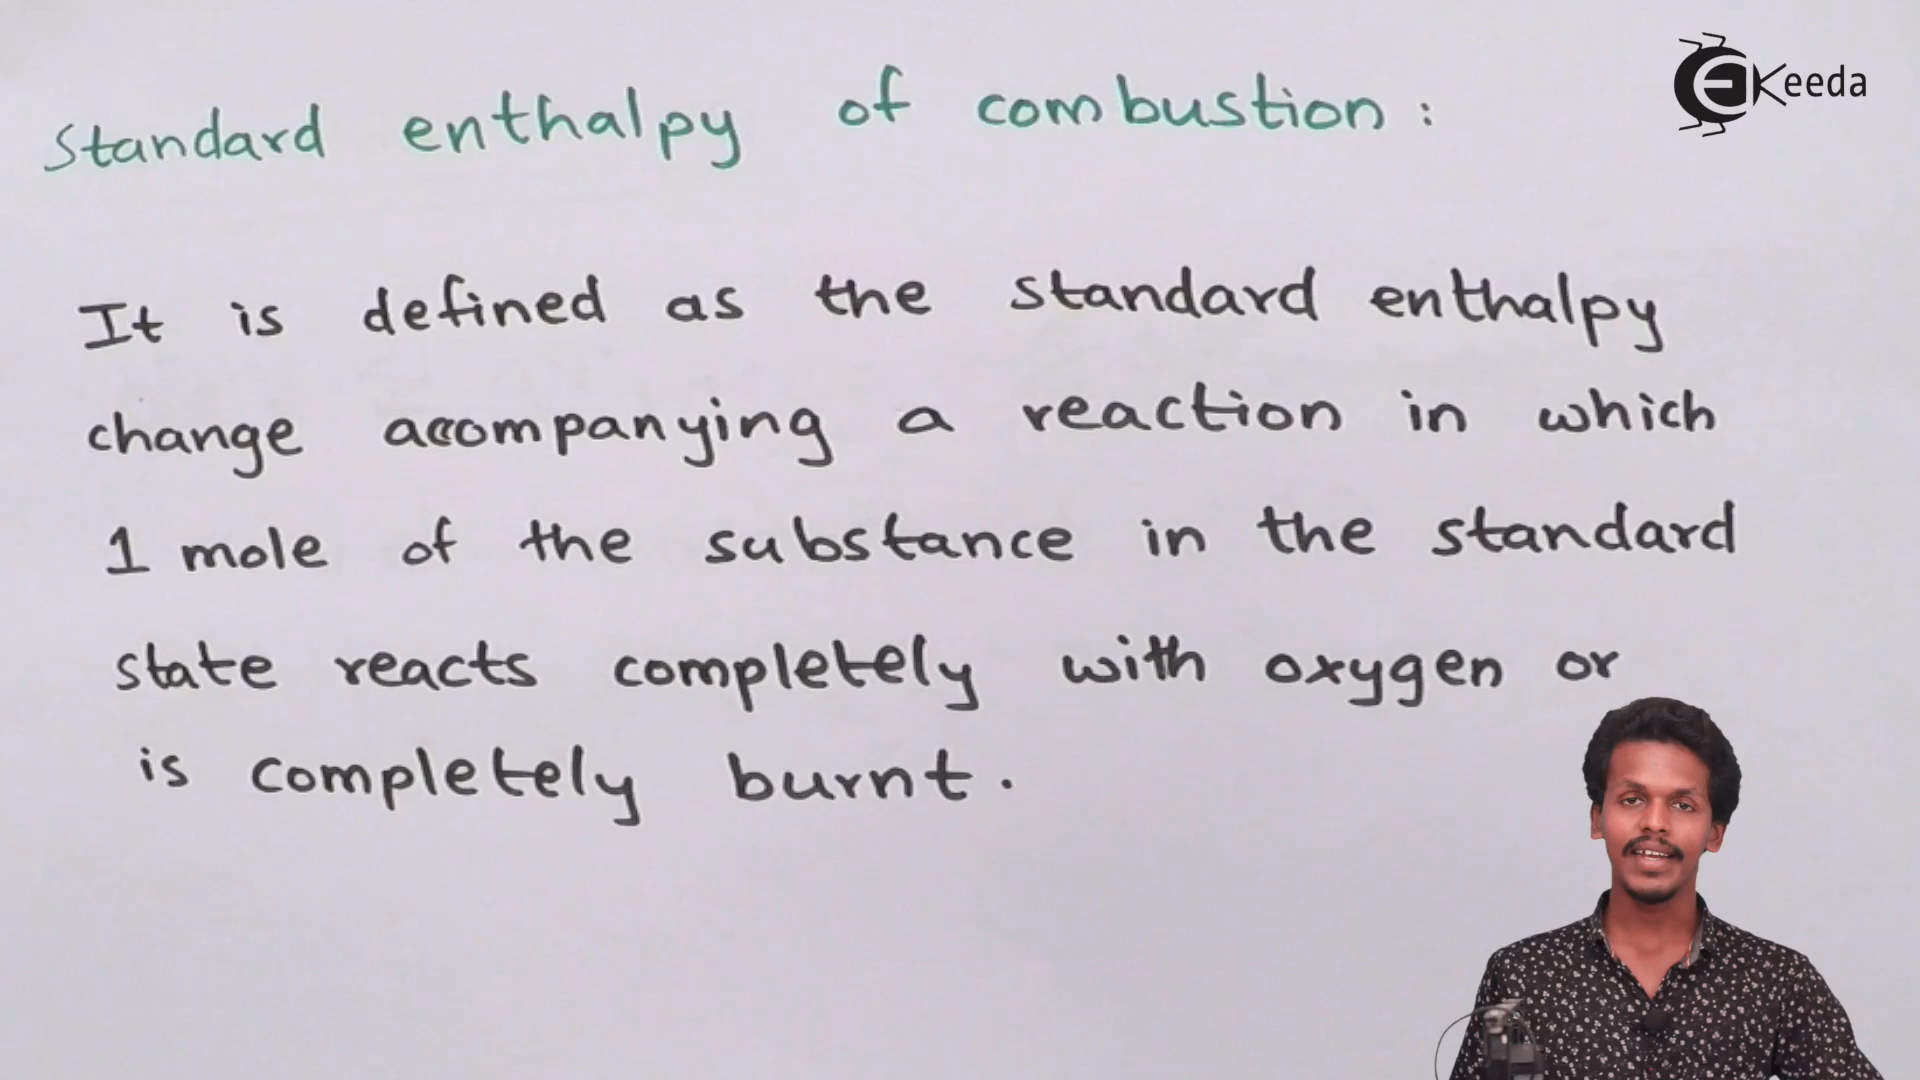 Standard enthalpy of combustion:
EKeeda
It is defined as the standard enthalpy
change accompanying a reaction in which
1 mole of the substance in the standard
state reacts completely with oxygen or
is completely burnt.